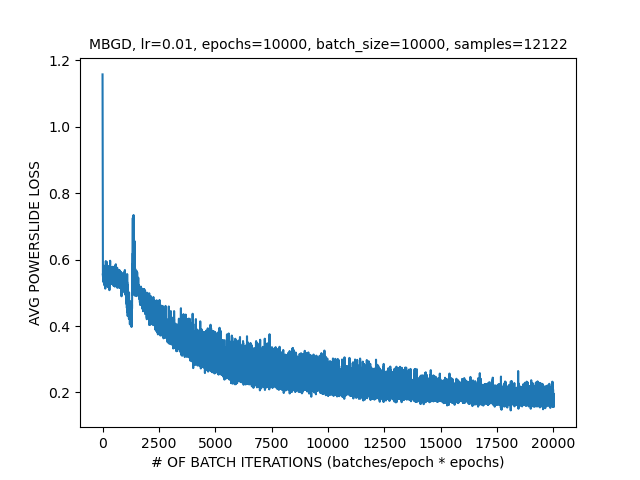 MBGD, lr=0.01, epochs=10000, batch_size=10000, samples=12122
AVG POWERSLIDE LOSS
1.2
1.0
0.8
0.6
0.4
0.2
0 2500 5000 7500 10000 12500 15000 17500 20000
# OF BATCH ITERATIONS (batches/epoch * epochs)